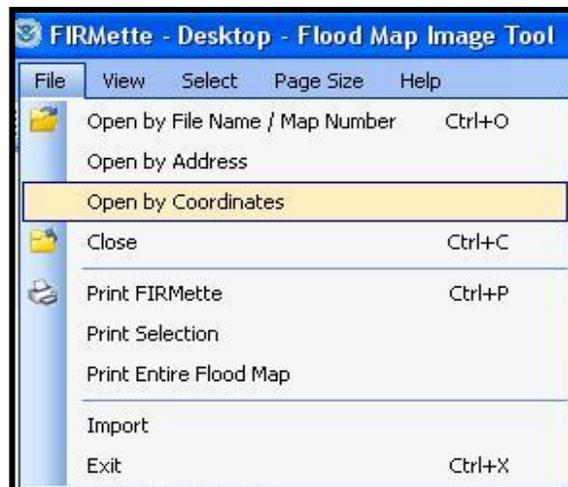 FIRMette - Desktop - Flood Map Image Tool
File View Select Page Size Help
Open by File Name / Map Number Ctrl+O
Open by Address
Open by Coordinates
Close Ctrl+C
Print FIRMette Ctrl+P
Print Selection
Print Entire Flood Map
Import
Exit Ctrl+X